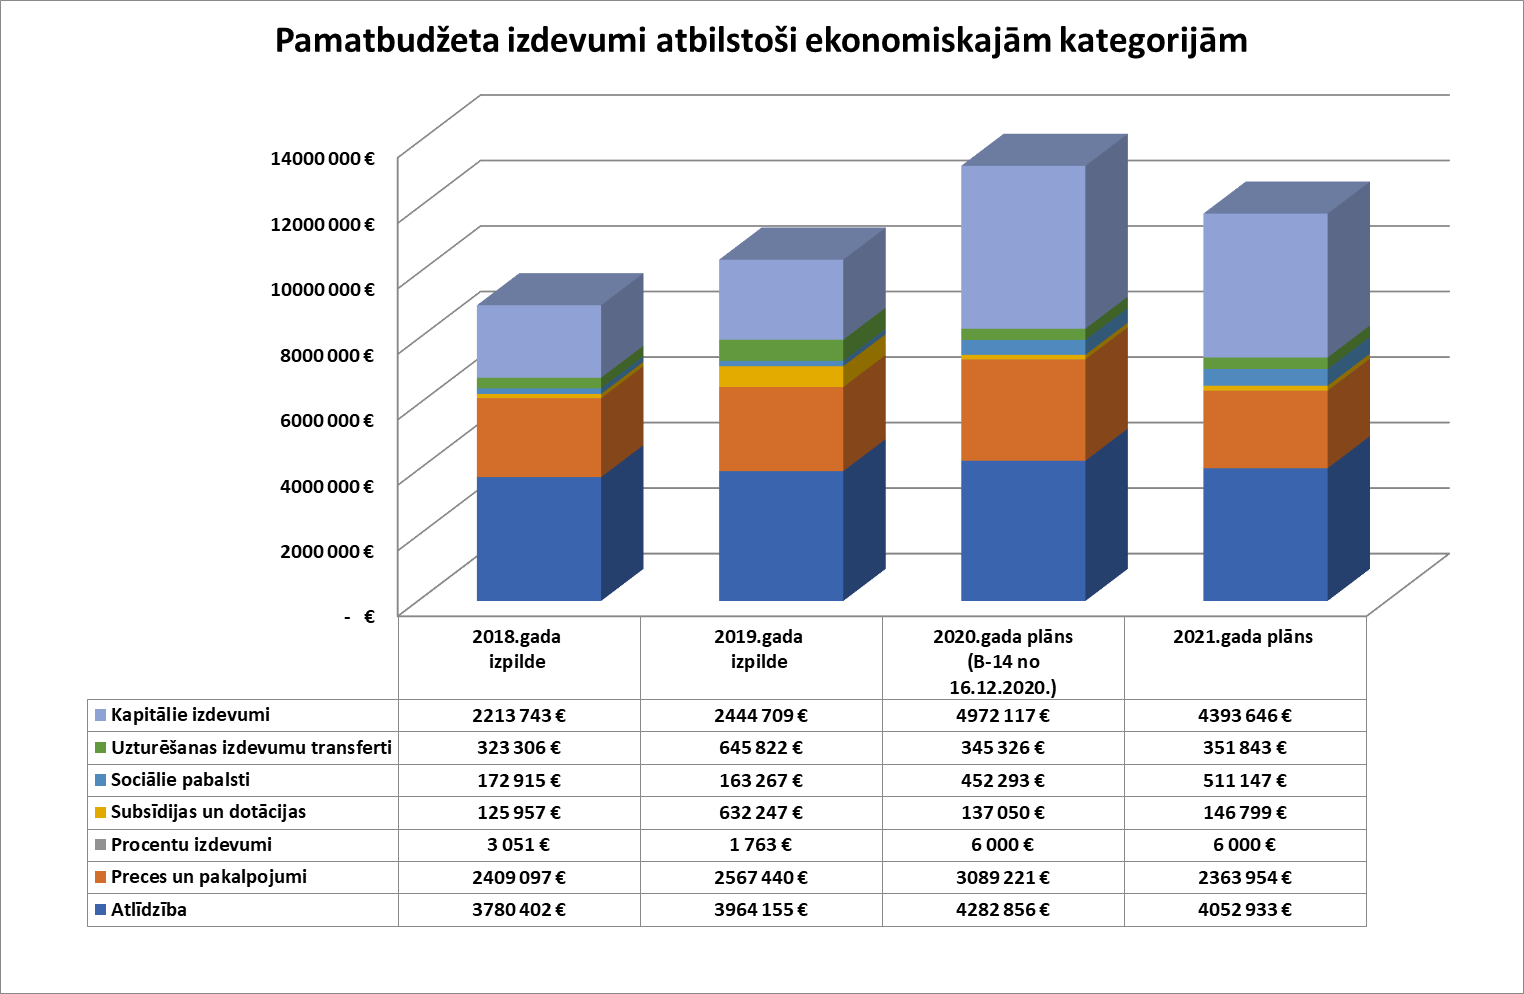 Pamatbudžeta izdevumi atbilstoši ekonomiskajām kategorijām
14000 000 €
12000 000 €
10000 000 €
8000 000 €
6000 000 €
4000 000 €
2000 000 €
- €
2018.gada
izpilde
2019.gada
izpilde
2020.gada plāns
(B-14 no
16.12.2020.)
2021.gada plāns
Kapitālie izdevumi 2213 743 € 2444 709 € 4972 117 € 4393 646 €
Uzturēšanas izdevumu transferti 323 306 € 645 822 € 345 326 € 351 843 €
Sociālie pabalsti 172 915 € 163 267 € 452 293 € 511 147 €
Subsīdijas un dotācijas 125 957 € 632 247 € 137 050 € 146 799 €
Procentu izdevumi 3 051 € 1 763 € 6 000 € 6 000 €
Preces un pakalpojumi 2409 097 € 2567 440 € 3089 221 € 2363 954 €
Atlīdzība 3780 402 € 3964 155 € 4282 856 € 4052 933 €